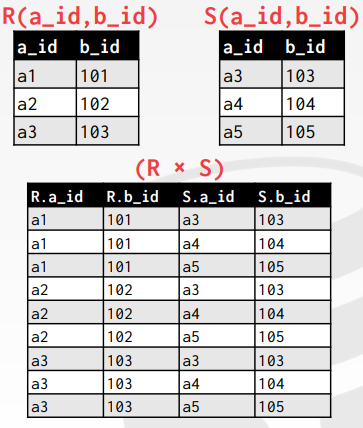 R(a_id,b_id) S(a_id,b_id)
a_id b_id a_id b_id
a1 101 a3 103
a2 102 a4 104
a3 103 a5 105
(R × S)
R.a_id R.b_id S.a_id S.b_id
a1 101 a3 103
a1 101 a4 104
a1 101 a5 105
a2 102 a3 103
a2 102 a4 104
a2 102 a5 105
a3 103 a3 103
a3 103 a4 104
a3 103 a5 105